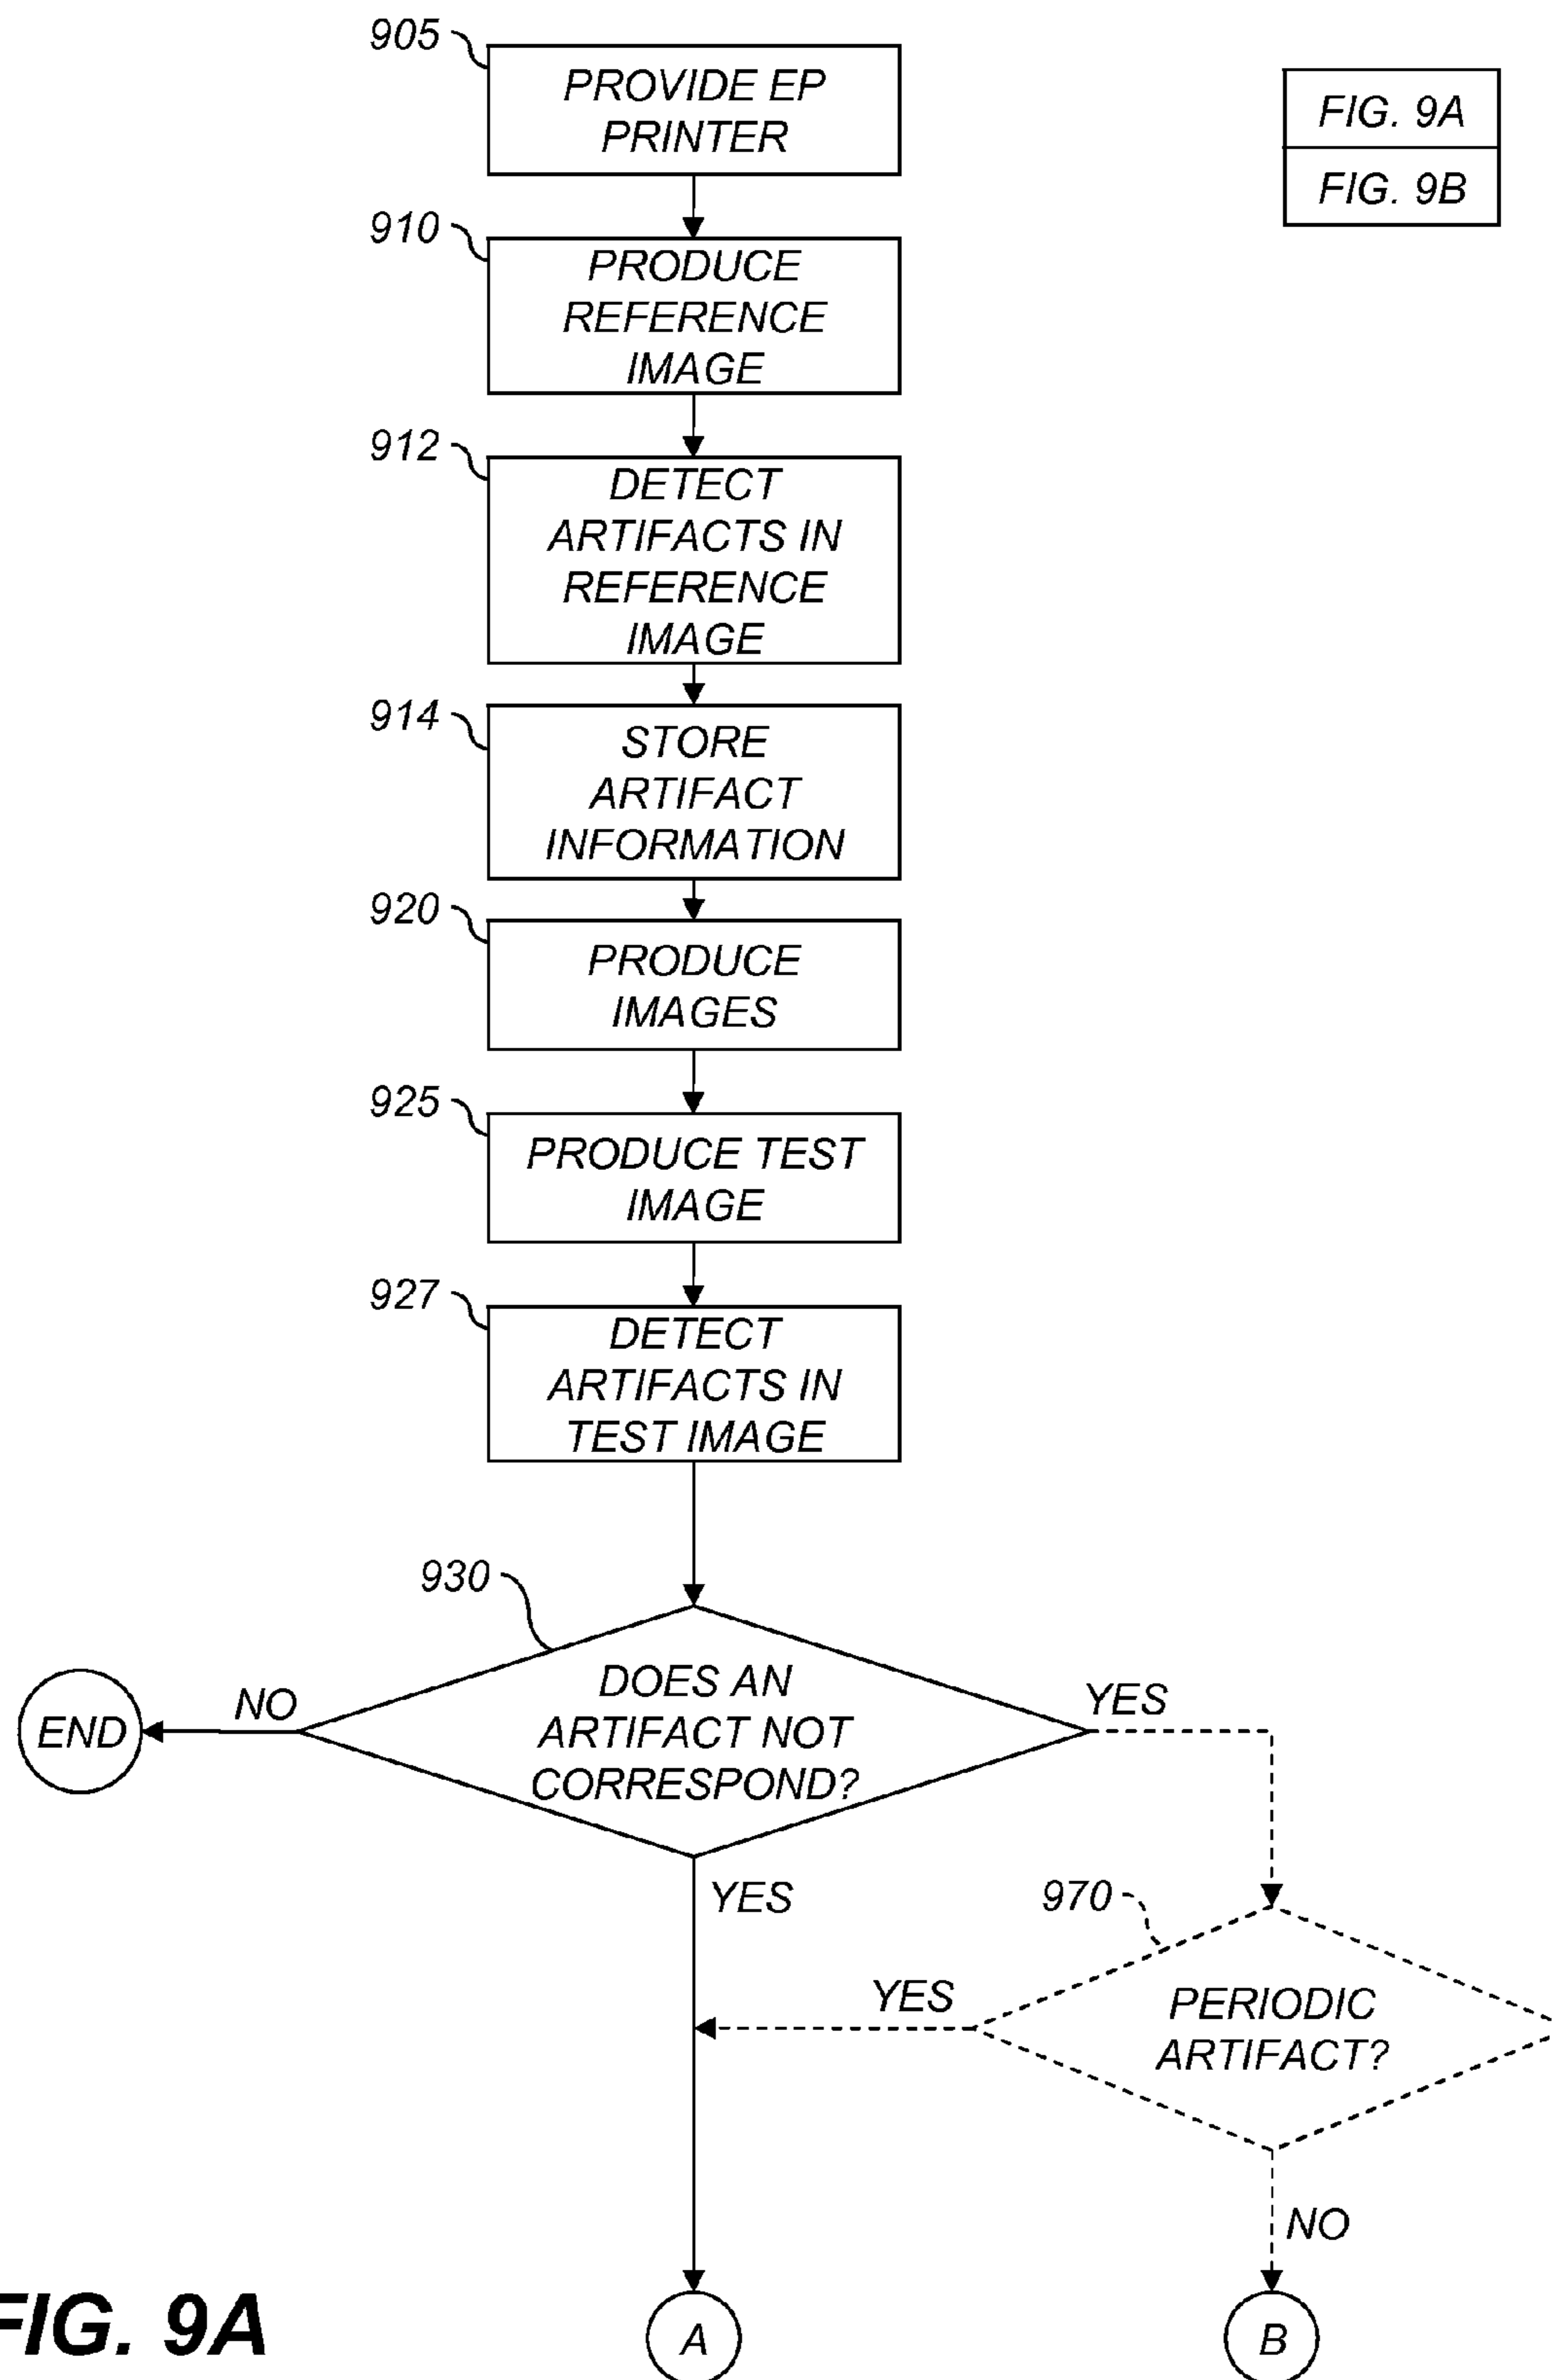 905
PROVIDE EP
PRINTER
FIG. 9A
FIG. 9B
910
PRODUCE
REFERENCE
IMAGE
912
DETECT
ARTIFACTS IN
REFERENCE
IMAGE
914
STORE
ARTIFACT
INFORMATION
920
PRODUCE
IMAGES
925
PRODUCE TEST
IMAGE
927
DETECT
ARTIFACTS IN
TEST IMAGE
930
DOES AN
ARTIFACT NOT
CORRESPOND?
NO
END
YES
YES
970
PERIODIC
ARTIFACT?
YES
NO
A
B
FIG. 9A